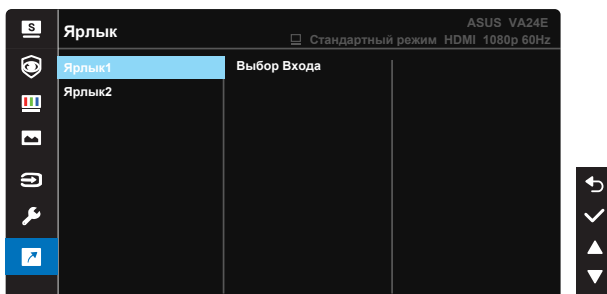 S
Ярлык
ASUS VA24E
Стандартный режим HDMI 1080p 60Hz
Ярлык1
Выбор Входа
Ярлык2